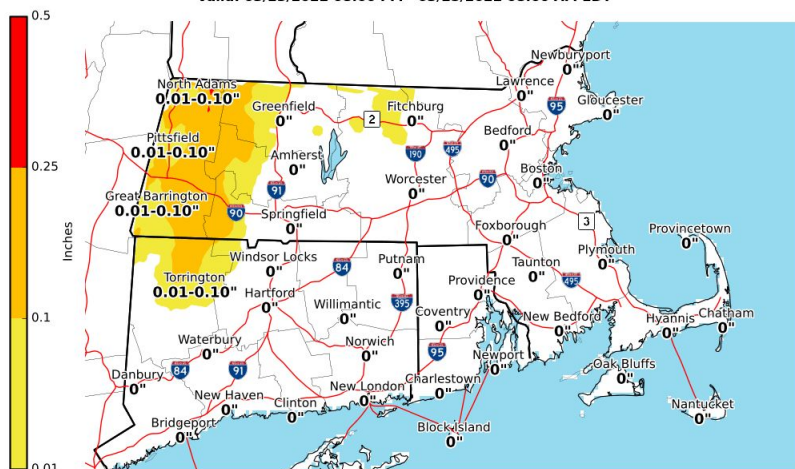 0.5
0.25
0.1
0.01
Inches
Newburyport
0"
North Adams
0.01-0.10"
Lawrence
0"
Greenfield
0"
2
Fitchburg
0"
95
Gloucester
0"
Pittsfield
0.01-0.10"
Bedford
0"
Amherst
0"
190
495
Boston
0"
Great Barrington
0.01-0.10"
91
Worcester
0"
90
90
Springfield
0"
Foxborough
0"
3
Provincetown
0"
Windsor Locks
0"
84
Putnam
0"
Taunton
0"
Plymouth
0"
Torrington
0.01-0.10"
495
Hartford
0"
Willimantic
0"
395
Providence
0"
Coventry
0"
New Bedford
0"
Hyannis
0"
Chatham
0"
Waterbury
0"
Norwich
0"
95
Newport
0"
Oak Bluffs
0"
84
91
Danbury
0"
New London
0"
Charlestown
0"
New Haven
0"
Clinton
0"
Nantucket
0"
Bridgeport
0"
Block Island
0"